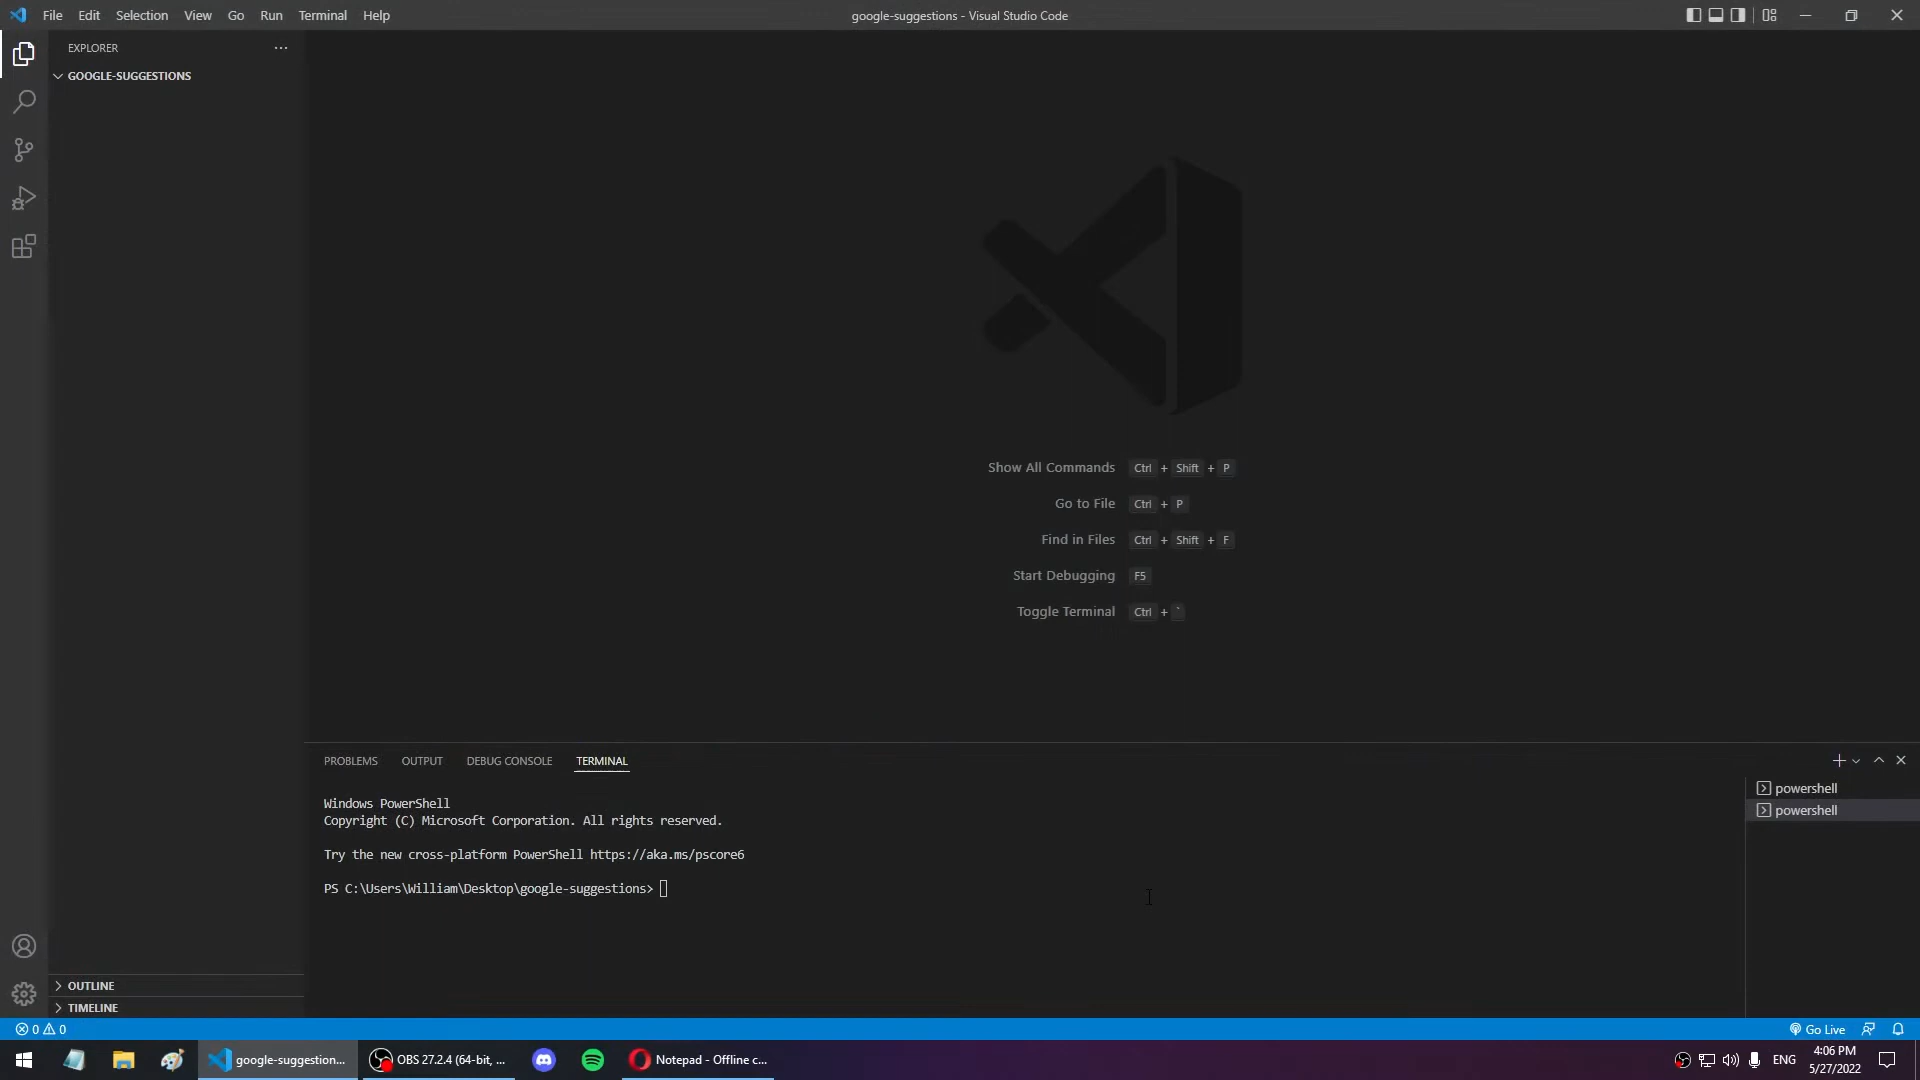 File Edit Selection View Go Run Terminal Help
google-suggestions - Visual Studio Code
EXPLORER
GOOGLE-SUGGESTIONS
Show All Commands Ctrl + Shift + P
Go to File Ctrl + P
Find in Files Ctrl + Shift + F
Start Debugging F5
Toggle Terminal Ctrl + `
PROBLEMS OUTPUT DEBUG CONSOLE TERMINAL
powershell
powershell
Windows PowerShell
Copyright (C) Microsoft Corporation. All rights reserved.
Try the new cross-platform PowerShell https://aka.ms/pscore6
PS C:\Users\William\Desktop\google-suggestions>
OUTLINE
TIMELINE
0 0
Go Live
google-suggestion...
OBS 27.2.4 (64-bit, ...
Notepad - Offline c...
ENG
4:06 PM
5/27/2022